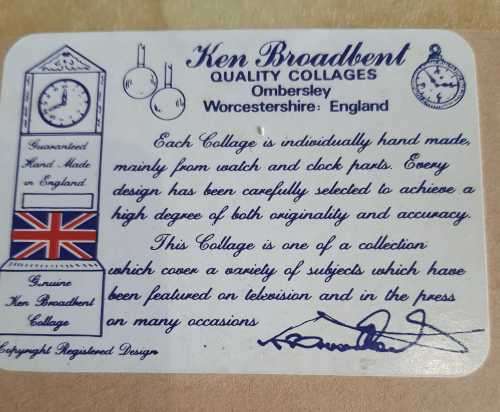 Ken Broadbent
QUALITY COLLAGES
Ombersley
Worcestershire: England
Guaranteed
Hand Made
in England
Genuine
Ken Broadbent
Collage
Copyright Registered Design
Each Collage is individually hand made,
mainly from watch and clock parts. Every
design has been carefully selected to achieve a
high degree of both originality and accuracy.
This Collage is one of a collection
which cover a variety of subjects which have
been featured on television and in the press
on many occasions